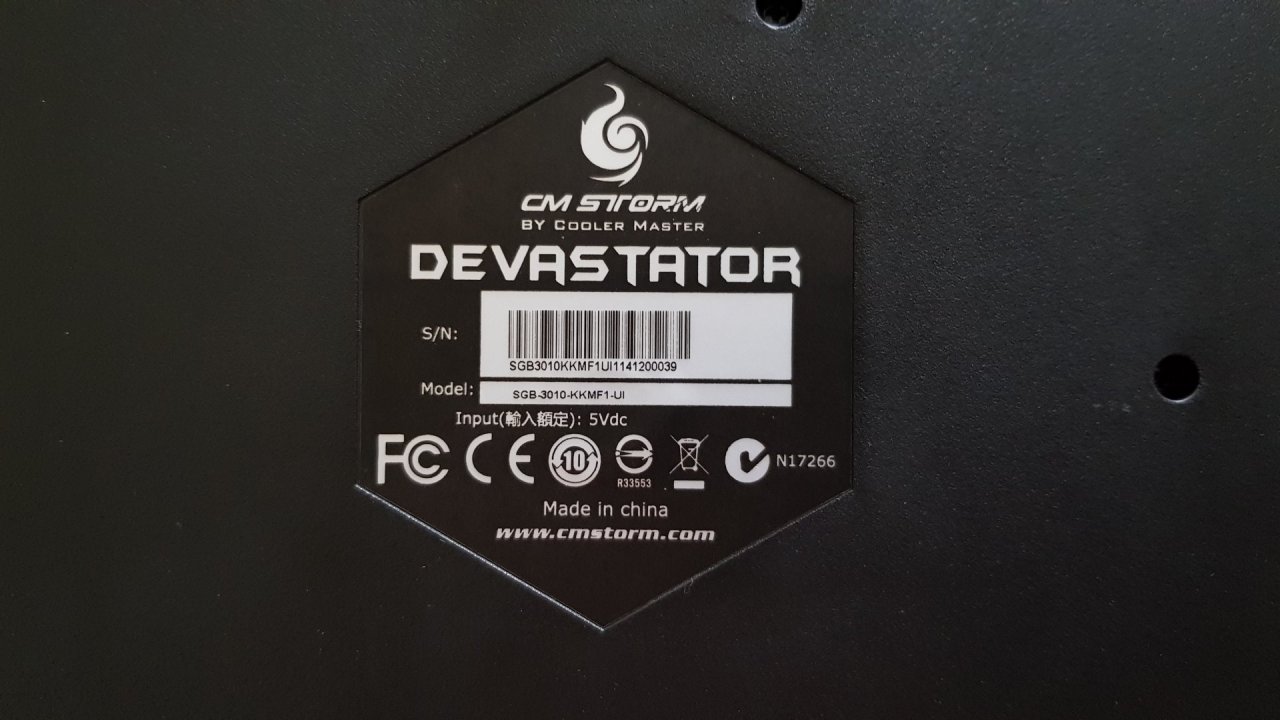 CM STORM
BY COOLER MASTER
DEVASTATOR
S/N:
SGB3010KKMF1UI1141200039
Model: SGB-3010-KKMF1-UI
Input(輸入額定): 5Vdc
FC CE 10 R33553 N17266
Made in china
www.cmstorm.com